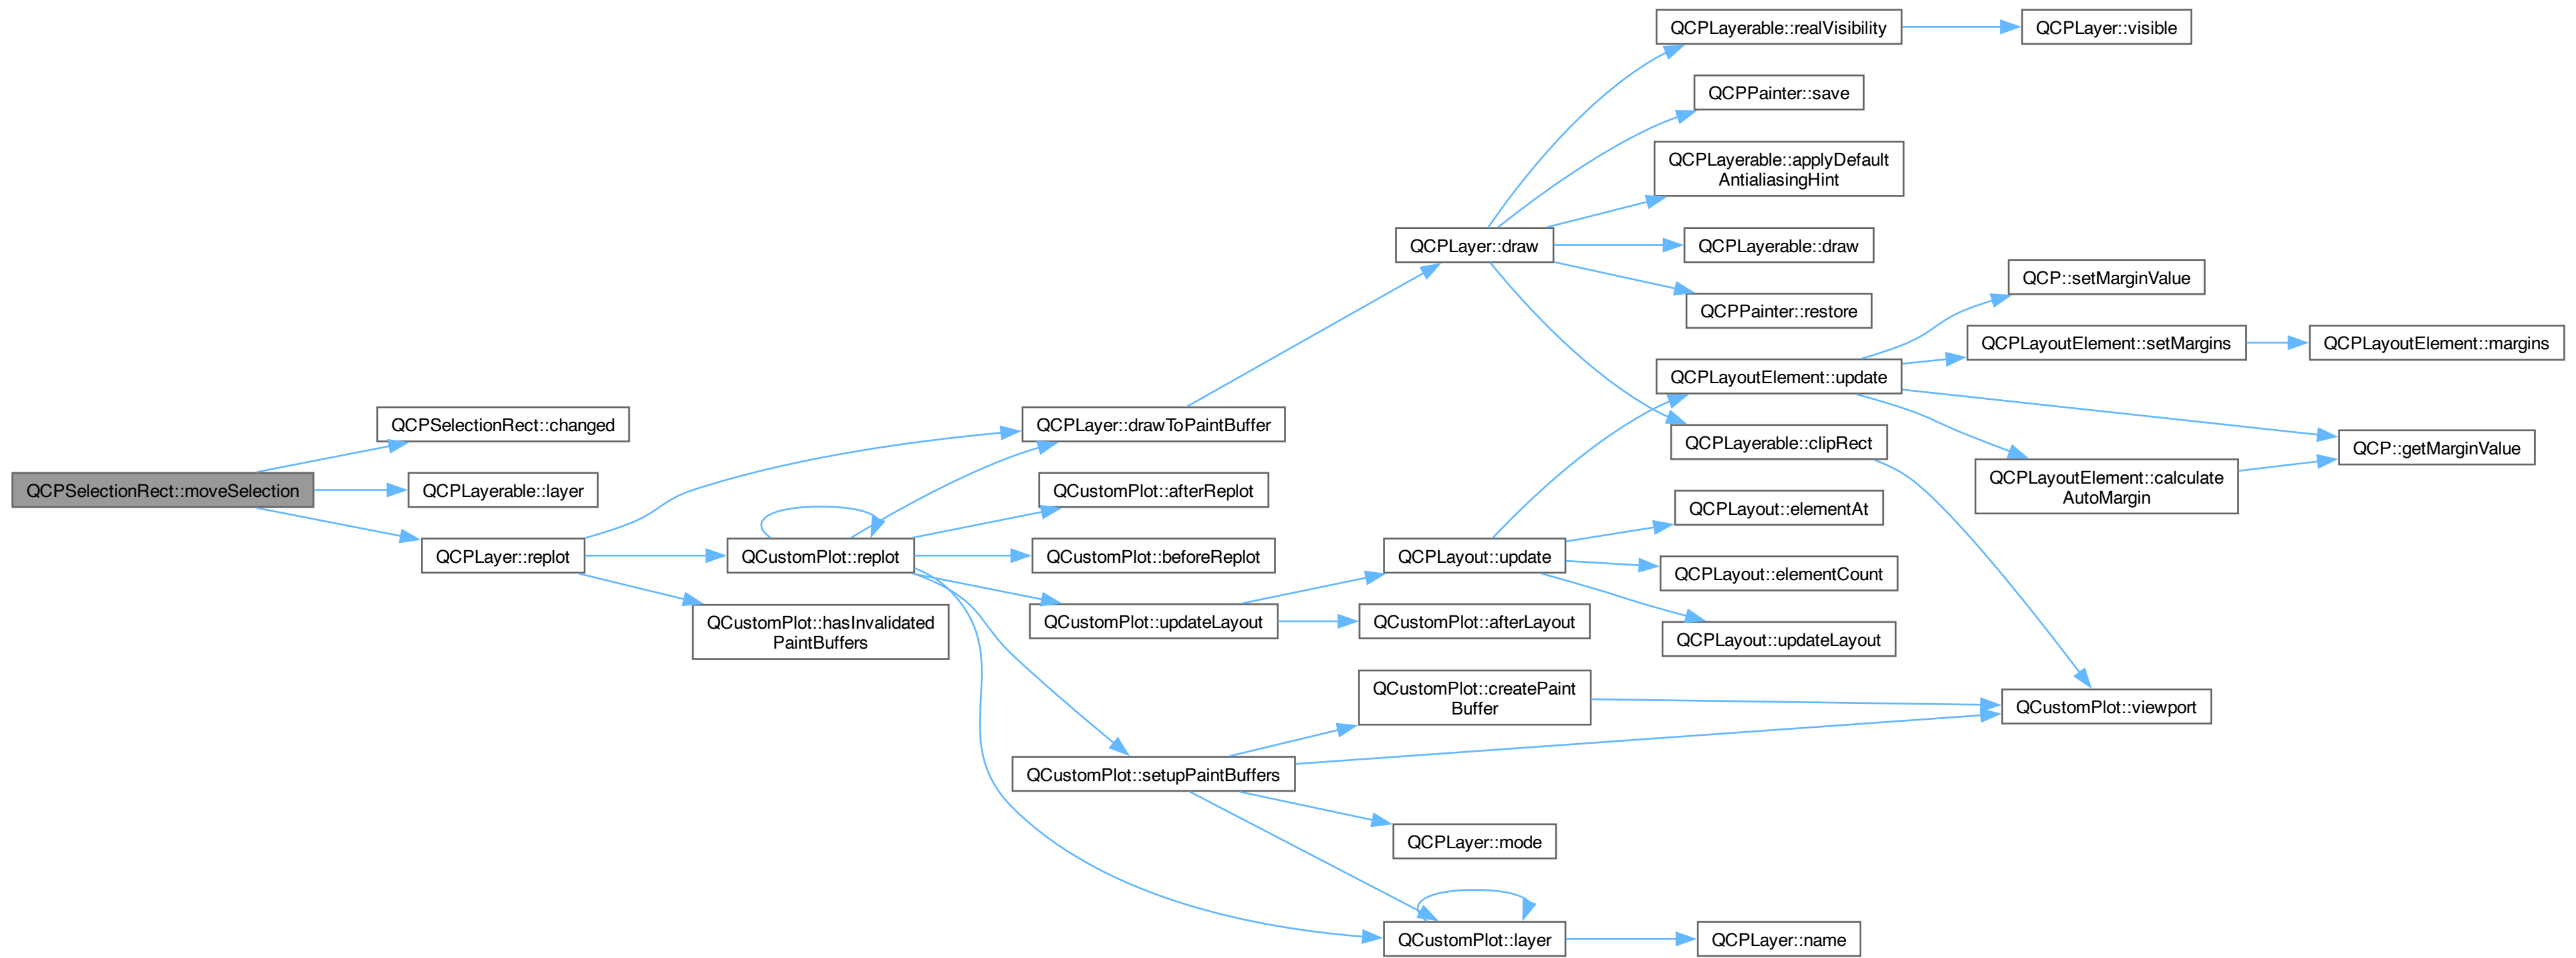 QCPSelectionRect::moveSelection
QCPSelectionRect::changed
QCPLayerable::layer
QCPLayer::replot
QCPLayer::drawToPaintBuffer
QCPLayer::draw
QCPLayerable::realVisibility
QCPLayer::visible
QCPPainter::save
QCPLayerable::applyDefault
AntialiasingHint
QCPLayerable::draw
QCPPainter::restore
QCPLayerable::clipRect
QCustomPlot::viewport
QCustomPlot::replot
QCustomPlot::afterReplot
QCustomPlot::beforeReplot
QCustomPlot::updateLayout
QCPLayout::update
QCPLayoutElement::update
QCP::setMarginValue
QCPLayoutElement::setMargins
QCPLayoutElement::margins
QCP::getMarginValue
QCPLayoutElement::calculate
AutoMargin
QCPLayout::elementAt
QCPLayout::elementCount
QCPLayout::updateLayout
QCustomPlot::afterLayout
QCustomPlot::setupPaintBuffers
QCustomPlot::createPaint
Buffer
QCPLayer::mode
QCustomPlot::layer
QCPLayer::name
QCustomPlot::hasInvalidated
PaintBuffers